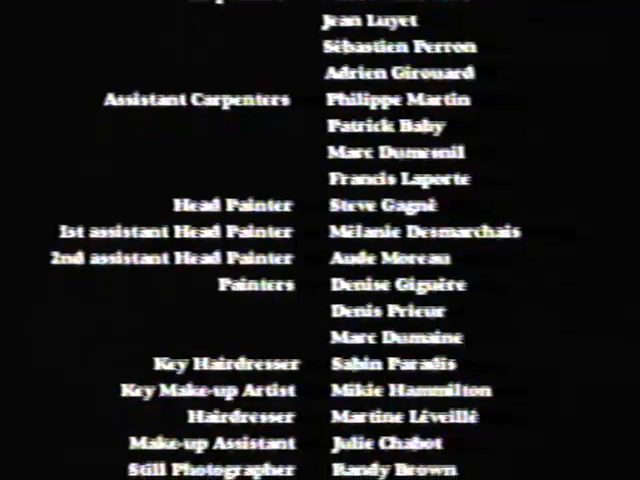 Jean Luyet
Sébastien Perron
Adrien Girouard
Assistant Carpenters Philippe Martin
Patrick Baby
Marc Dumesnil
Francis Laporte
Head Painter Steve Gagné
1st assistant Head Painter Mélanie Desmarchais
2nd assistant Head Painter Aude Moreau
Painters Denise Giguère
Denis Prieur
Marc Dumaine
Key Hairdresser Sabin Paradis
Key Make-up Artist Mikie Hammilton
Hairdresser Martine Léveillé
Make-up Assistant Julie Chabot
Still Photographer Randy Brown